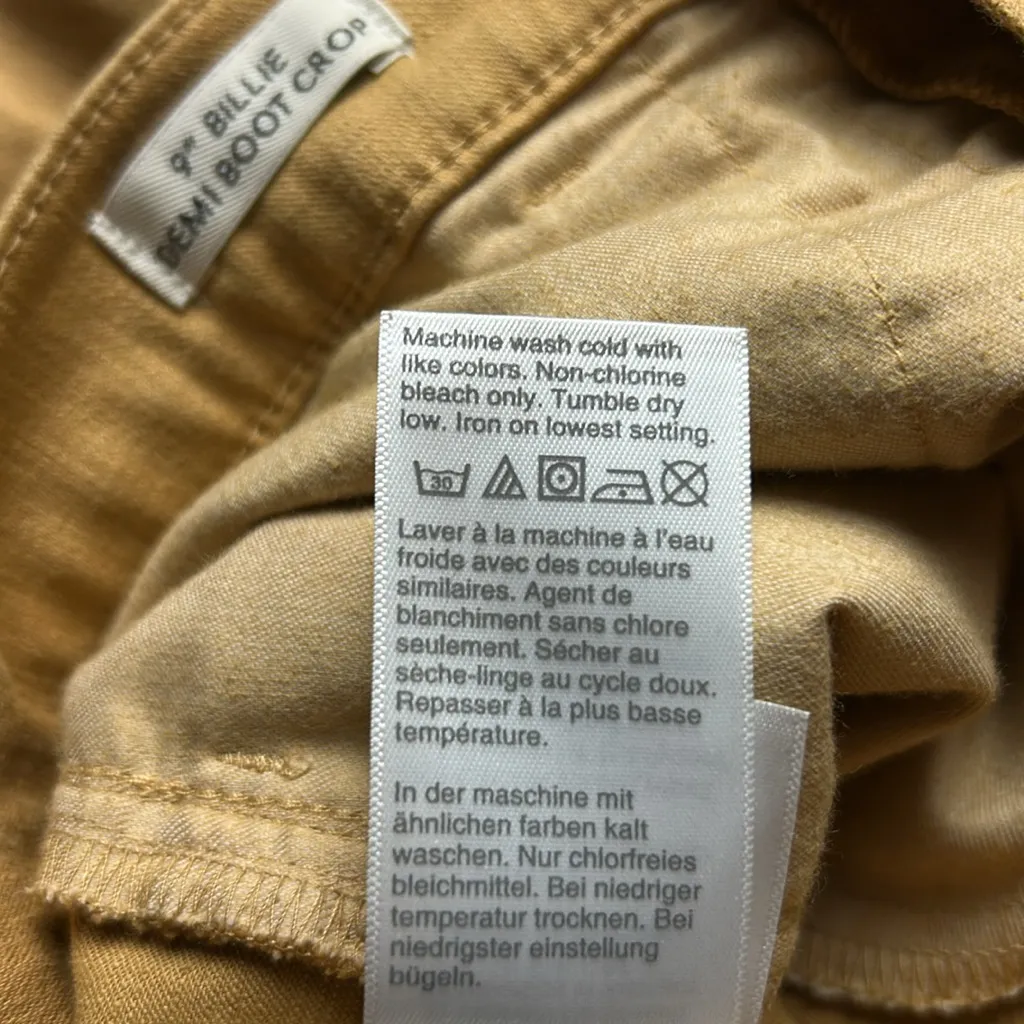 9" BILLIE
DEMI BOOT CROP
Machine wash cold with
like colors. Non-chlorine
bleach only. Tumble dry
low. Iron on lowest setting.
30
Laver à la machine à l'eau
froide avec des couleurs
similaires. Agent de
blanchiment sans chlore
seulement. Sécher au
sèche-linge au cycle doux.
Repasser à la plus basse
température.
In der maschine mit
ähnlichen farben kalt
waschen. Nur chlorfreies
bleichmittel. Bei niedriger
temperatur trocknen. Bei
niedrigster einstellung
bügeln.